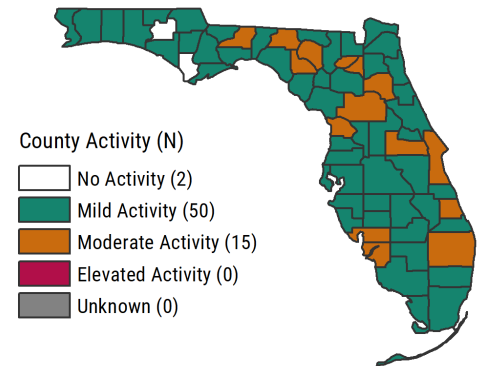 County Activity (N)
No Activity (2)
Mild Activity (50)
Moderate Activity (15)
Elevated Activity (0)
Unknown (0)